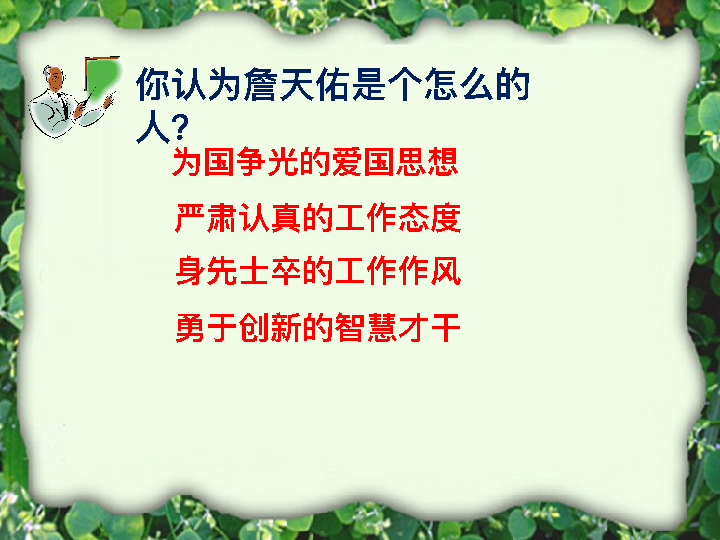 你认为詹天佑是个怎么的
人?
为国争光的爱国思想
严肃认真的工作态度
身先士卒的工作作风
勇于创新的智慧才干